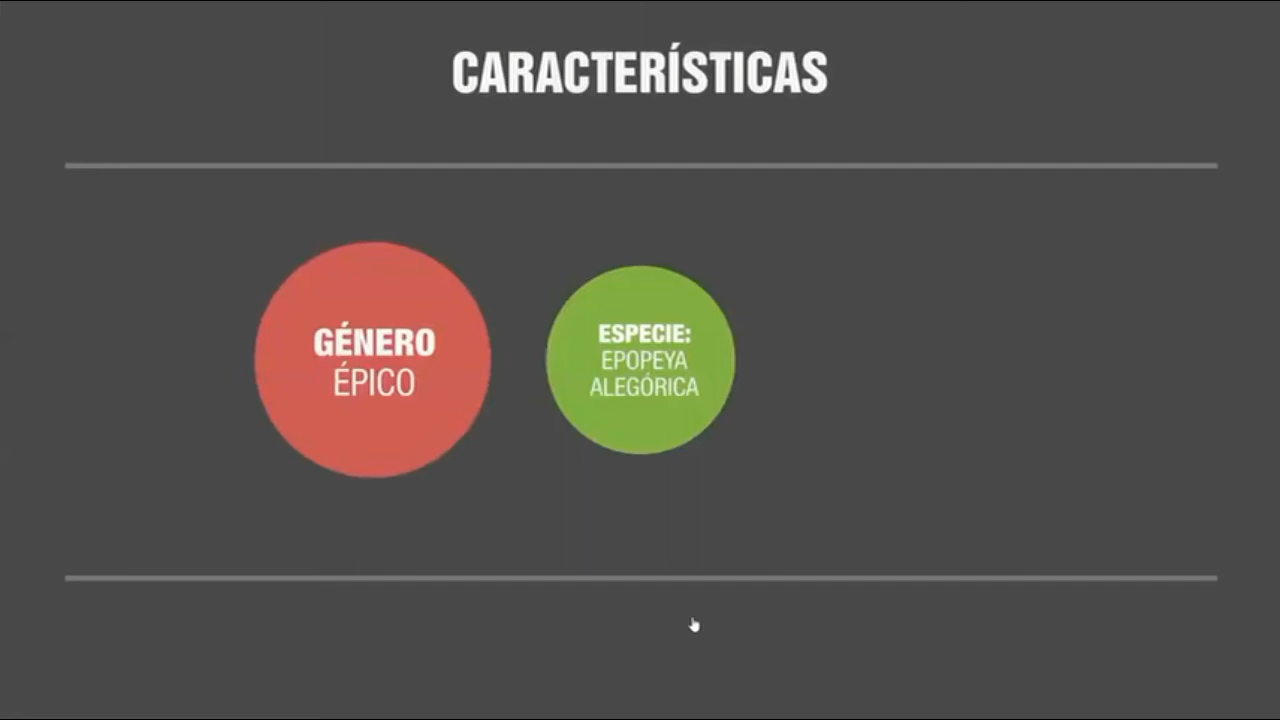 CARACTERÍSTICAS
GÉNERO
ÉPICO
ESPECIE:
EPOPEYA
ALEGÓRICA